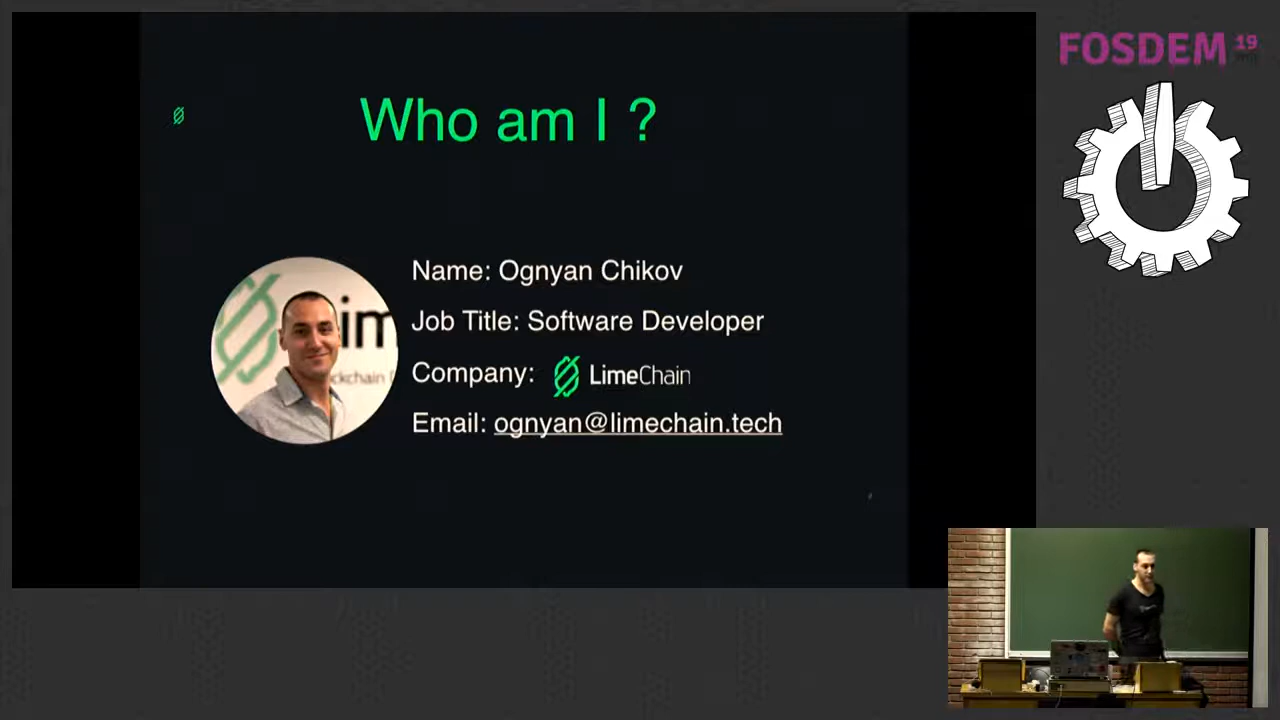 Who am I ?
Name: Ognyan Chikov
Job Title: Software Developer
Company: LimeChain
Email: ognyan@limechain.tech
FOSDEM 19